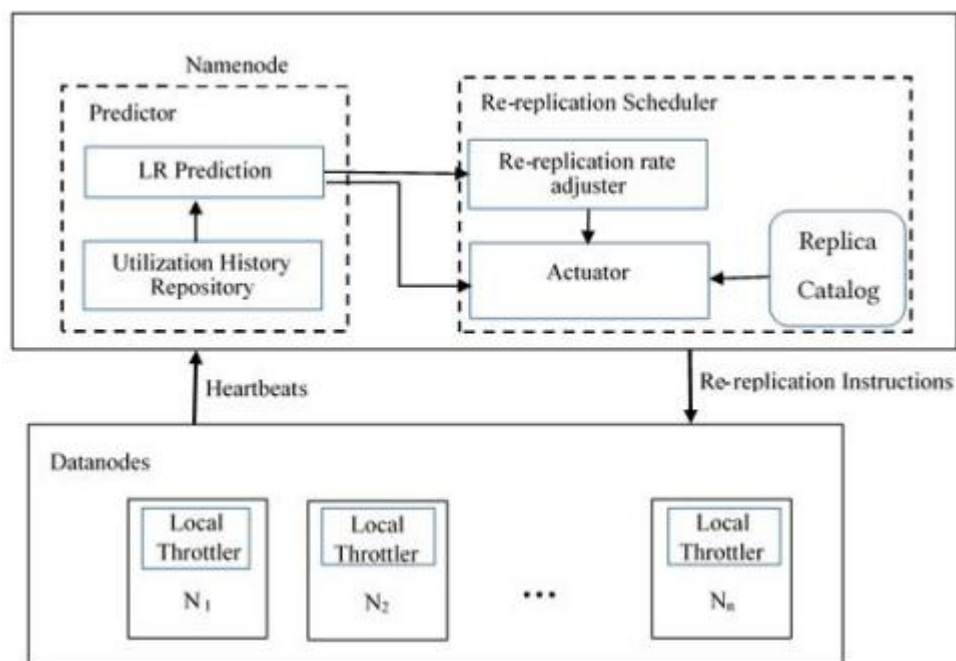 Namenode
Predictor
LR Prediction
Utilization History
Repository
Re-replication Scheduler
Re-replication rate
adjuster
Actuator
Replica
Catalog
Heartbeats
Re-replication Instructions
Datanodes
Local
Throttler
N1
Local
Throttler
N2
...
Local
Throttler
Nn